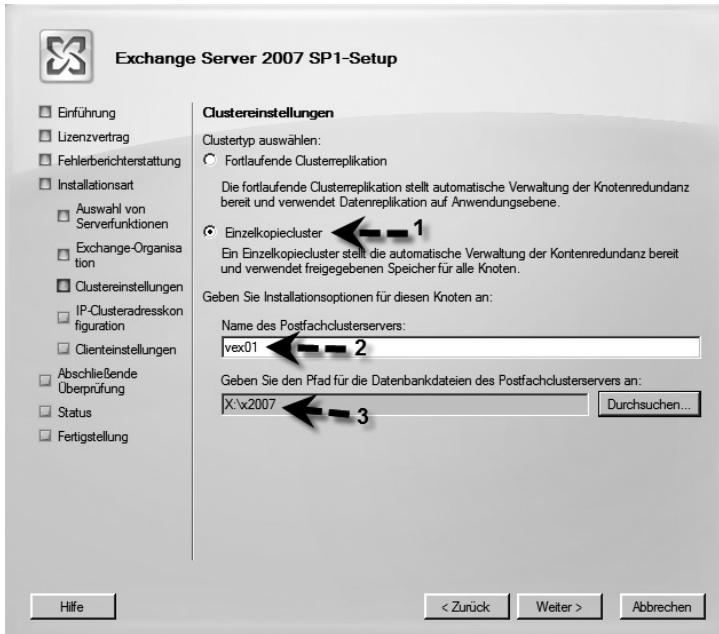 Exchange Server 2007 SP1-Setup
Einführung
Lizenzvertrag
Fehlerberichterstattung
Installationsart
Auswahl von
Serverfunktionen
Exchange-Organisa
tion
Clustereinstellungen
IP-Clusteradresskon
figuration
Clienteinstellungen
Abschließende
Überprüfung
Status
Fertigstellung
Clustereinstellungen
Clustertyp auswählen:
Fortlaufende Clusterreplikation
Die fortlaufende Clusterreplikation stellt automatische Verwaltung der Knotenredundanz
bereit und verwendet Datenreplikation auf Anwendungsebene.
Einzelkopiecluster 1
Ein Einzelkopiecluster stellt die automatische Verwaltung der Kontenredundanz bereit
und verwendet freigegebenen Speicher für alle Knoten.
Geben Sie Installationsoptionen für diesen Knoten an:
Name des Postfachclusterservers:
vex01 2
Geben Sie den Pfad für die Datenbankdateien des Postfachclusterservers an:
X:\x2007 3 Durchsuchen...
Hilfe < Zurück Weiter > Abbrechen